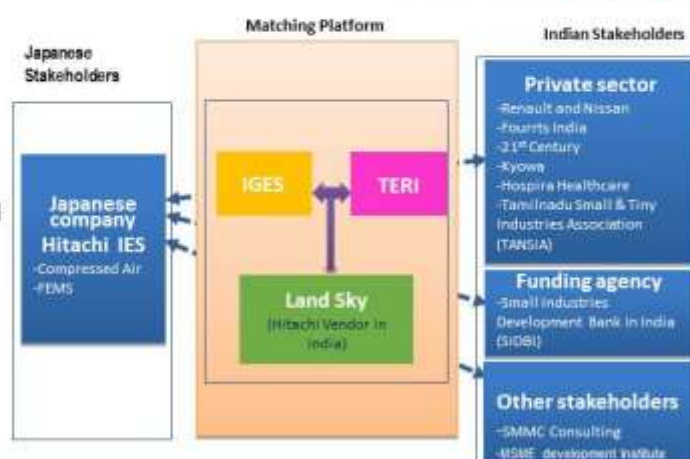 Matching Platform
Japanese
Stakeholders
Indian Stakeholders
Japanese
company
Hitachi IES
-Compressed Air
-FEMS
IGES
TERI
Land Sky
(Hitachi Vendor in
India)
Private sector
-Renault and Nissan
-Fourrts India
-21st Century
-Kyowa
-Hospira Healthcare
-Tamilnadu Small & Tiny
Industries Association
(TANSIA)
Funding agency
-Small Industries
Development Bank in India
(SIDBI)
Other stakeholders
-SMMC Consulting
-MSME development Institute